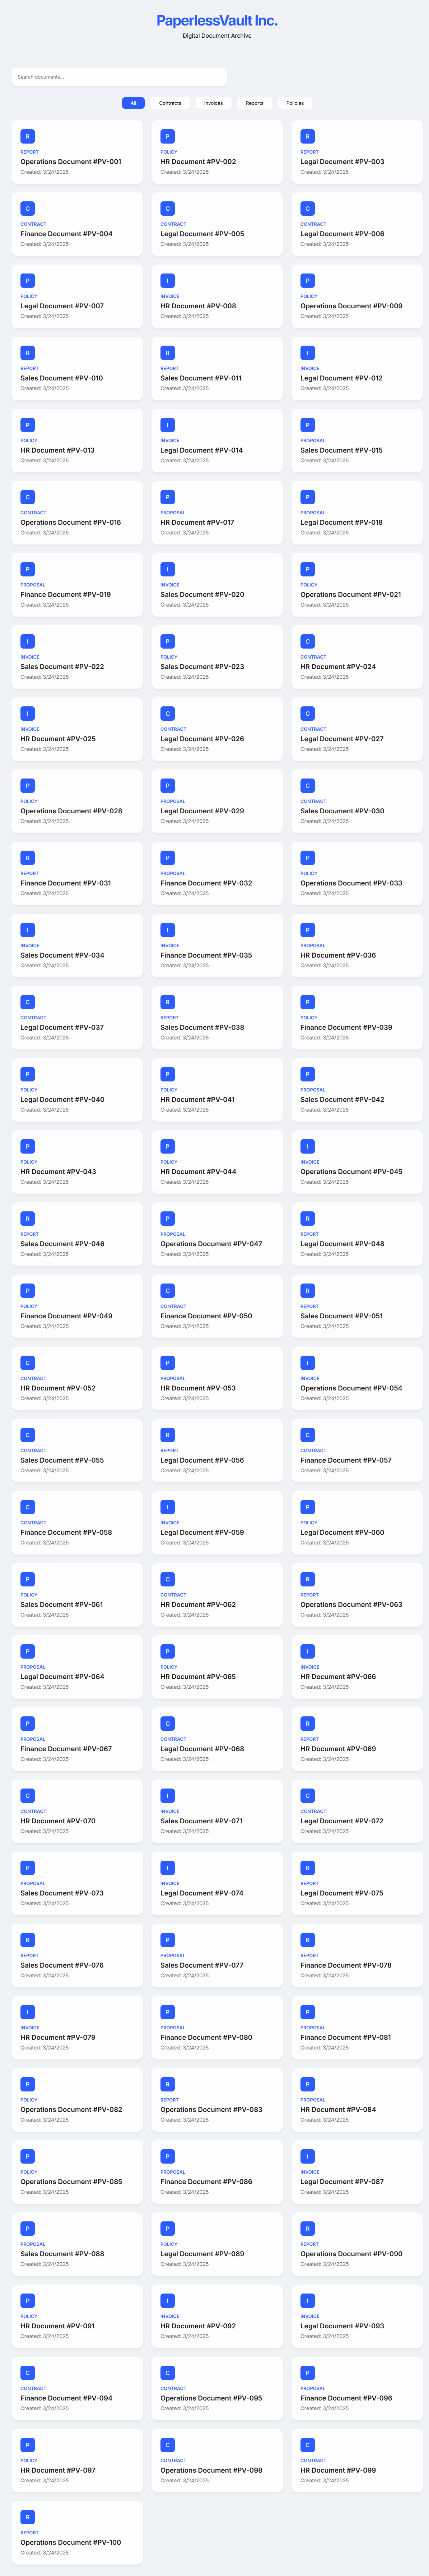 PaperlessVault Inc.
Digital Document Archive
Search documents...
All
Contracts
Invoices
Reports
Policies
R
REPORT
Operations Document #PV-001
Created: 3/24/2025
P
POLICY
HR Document #PV-002
Created: 3/24/2025
R
REPORT
Legal Document #PV-003
Created: 3/24/2025
C
CONTRACT
Finance Document #PV-004
Created: 3/24/2025
C
CONTRACT
Legal Document #PV-005
Created: 3/24/2025
C
CONTRACT
Legal Document #PV-006
Created: 3/24/2025
P
POLICY
Legal Document #PV-007
Created: 3/24/2025
I
INVOICE
HR Document #PV-008
Created: 3/24/2025
P
POLICY
Operations Document #PV-009
Created: 3/24/2025
R
REPORT
Sales Document #PV-010
Created: 3/24/2025
R
REPORT
Sales Document #PV-011
Created: 3/24/2025
I
INVOICE
Legal Document #PV-012
Created: 3/24/2025
P
POLICY
HR Document #PV-013
Created: 3/24/2025
I
INVOICE
Legal Document #PV-014
Created: 3/24/2025
P
PROPOSAL
Sales Document #PV-015
Created: 3/24/2025
C
CONTRACT
Operations Document #PV-016
Created: 3/24/2025
P
PROPOSAL
HR Document #PV-017
Created: 3/24/2025
P
PROPOSAL
Legal Document #PV-018
Created: 3/24/2025
P
PROPOSAL
Finance Document #PV-019
Created: 3/24/2025
I
INVOICE
Sales Document #PV-020
Created: 3/24/2025
P
POLICY
Operations Document #PV-021
Created: 3/24/2025
I
INVOICE
Sales Document #PV-022
Created: 3/24/2025
P
POLICY
Sales Document #PV-023
Created: 3/24/2025
C
CONTRACT
HR Document #PV-024
Created: 3/24/2025
I
INVOICE
HR Document #PV-025
Created: 3/24/2025
C
CONTRACT
Legal Document #PV-026
Created: 3/24/2025
C
CONTRACT
Legal Document #PV-027
Created: 3/24/2025
P
POLICY
Operations Document #PV-028
Created: 3/24/2025
P
PROPOSAL
Legal Document #PV-029
Created: 3/24/2025
C
CONTRACT
Sales Document #PV-030
Created: 3/24/2025
R
REPORT
Finance Document #PV-031
Created: 3/24/2025
P
PROPOSAL
Finance Document #PV-032
Created: 3/24/2025
P
POLICY
Operations Document #PV-033
Created: 3/24/2025
I
INVOICE
Sales Document #PV-034
Created: 3/24/2025
I
INVOICE
Finance Document #PV-035
Created: 3/24/2025
P
PROPOSAL
HR Document #PV-036
Created: 3/24/2025
C
CONTRACT
Legal Document #PV-037
Created: 3/24/2025
R
REPORT
Sales Document #PV-038
Created: 3/24/2025
P
POLICY
Finance Document #PV-039
Created: 3/24/2025
P
POLICY
Legal Document #PV-040
Created: 3/24/2025
P
POLICY
HR Document #PV-041
Created: 3/24/2025
P
PROPOSAL
Sales Document #PV-042
Created: 3/24/2025
P
POLICY
HR Document #PV-043
Created: 3/24/2025
P
POLICY
HR Document #PV-044
Created: 3/24/2025
I
INVOICE
Operations Document #PV-045
Created: 3/24/2025
R
REPORT
Sales Document #PV-046
Created: 3/24/2025
P
PROPOSAL
Operations Document #PV-047
Created: 3/24/2025
R
REPORT
Legal Document #PV-048
Created: 3/24/2025
P
POLICY
Finance Document #PV-049
Created: 3/24/2025
C
CONTRACT
Finance Document #PV-050
Created: 3/24/2025
R
REPORT
Sales Document #PV-051
Created: 3/24/2025
C
CONTRACT
HR Document #PV-052
Created: 3/24/2025
P
PROPOSAL
HR Document #PV-053
Created: 3/24/2025
I
INVOICE
Operations Document #PV-054
Created: 3/24/2025
C
CONTRACT
Sales Document #PV-055
Created: 3/24/2025
R
REPORT
Legal Document #PV-056
Created: 3/24/2025
C
CONTRACT
Finance Document #PV-057
Created: 3/24/2025
C
CONTRACT
Finance Document #PV-058
Created: 3/24/2025
I
INVOICE
Legal Document #PV-059
Created: 3/24/2025
P
POLICY
Legal Document #PV-060
Created: 3/24/2025
P
POLICY
Sales Document #PV-061
Created: 3/24/2025
C
CONTRACT
HR Document #PV-062
Created: 3/24/2025
R
REPORT
Operations Document #PV-063
Created: 3/24/2025
P
PROPOSAL
Legal Document #PV-064
Created: 3/24/2025
P
POLICY
HR Document #PV-065
Created: 3/24/2025
I
INVOICE
HR Document #PV-066
Created: 3/24/2025
P
PROPOSAL
Finance Document #PV-067
Created: 3/24/2025
C
CONTRACT
Legal Document #PV-068
Created: 3/24/2025
R
REPORT
HR Document #PV-069
Created: 3/24/2025
C
CONTRACT
HR Document #PV-070
Created: 3/24/2025
I
INVOICE
Sales Document #PV-071
Created: 3/24/2025
C
CONTRACT
Legal Document #PV-072
Created: 3/24/2025
P
PROPOSAL
Sales Document #PV-073
Created: 3/24/2025
I
INVOICE
Legal Document #PV-074
Created: 3/24/2025
R
REPORT
Legal Document #PV-075
Created: 3/24/2025
R
REPORT
Sales Document #PV-076
Created: 3/24/2025
P
PROPOSAL
Sales Document #PV-077
Created: 3/24/2025
R
REPORT
Finance Document #PV-078
Created: 3/24/2025
I
INVOICE
HR Document #PV-079
Created: 3/24/2025
P
PROPOSAL
Finance Document #PV-080
Created: 3/24/2025
P
PROPOSAL
Finance Document #PV-081
Created: 3/24/2025
P
POLICY
Operations Document #PV-082
Created: 3/24/2025
R
REPORT
Operations Document #PV-083
Created: 3/24/2025
P
PROPOSAL
HR Document #PV-084
Created: 3/24/2025
P
POLICY
Operations Document #PV-085
Created: 3/24/2025
P
PROPOSAL
Finance Document #PV-086
Created: 3/24/2025
I
INVOICE
Legal Document #PV-087
Created: 3/24/2025
P
PROPOSAL
Sales Document #PV-088
Created: 3/24/2025
P
POLICY
Legal Document #PV-089
Created: 3/24/2025
R
REPORT
Operations Document #PV-090
Created: 3/24/2025
P
POLICY
HR Document #PV-091
Created: 3/24/2025
I
INVOICE
HR Document #PV-092
Created: 3/24/2025
I
INVOICE
Legal Document #PV-093
Created: 3/24/2025
C
CONTRACT
Finance Document #PV-094
Created: 3/24/2025
C
CONTRACT
Operations Document #PV-095
Created: 3/24/2025
P
PROPOSAL
Finance Document #PV-096
Created: 3/24/2025
P
POLICY
HR Document #PV-097
Created: 3/24/2025
C
CONTRACT
Operations Document #PV-098
Created: 3/24/2025
C
CONTRACT
HR Document #PV-099
Created: 3/24/2025
R
REPORT
Operations Document #PV-100
Created: 3/24/2025